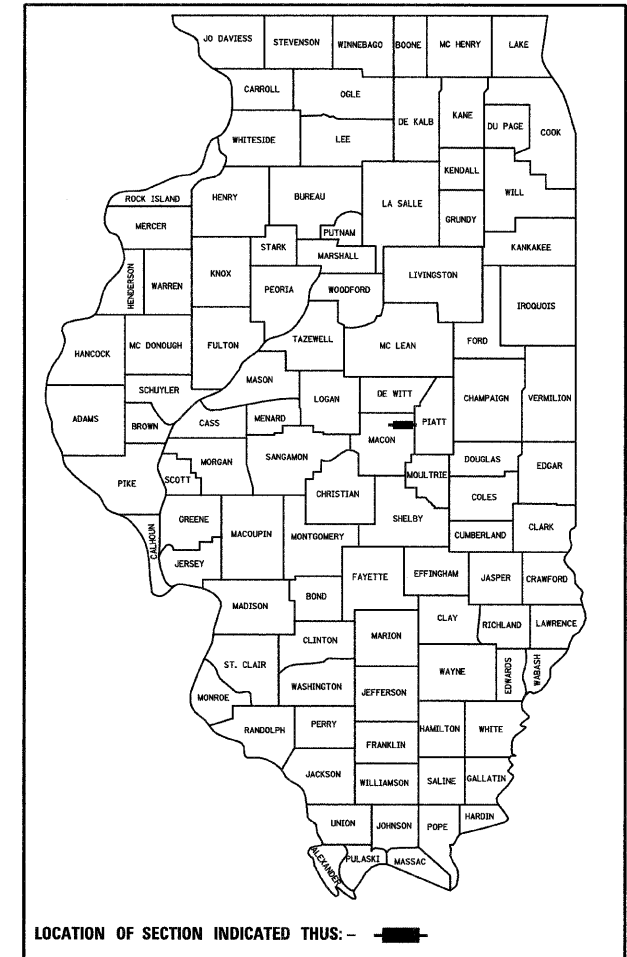 JO DAVIESS
STEVENSON
WINNEBAGO
BOONE
MC HENRY
LAKE
CARROLL
OGLE
DE KALB
KANE
DU PAGE
COOK
WHITESIDE
LEE
KENDALL
WILL
ROCK ISLAND
HENRY
BUREAU
LA SALLE
GRUNDY
MERCER
PUTNAM
KANKAKEE
STARK
MARSHALL
HENDERSON
WARREN
KNOX
PEORIA
WOODFORD
LIVINGSTON
IROQUOIS
HANCOCK
MC DONOUGH
FULTON
TAZEWELL
MC LEAN
FORD
SCHUYLER
MASON
ADAMS
BROWN
CASS
MENARD
LOGAN
DE WITT
CHAMPAIGN
VERMILION
MACON
PIATT
PIKE
SCOTT
MORGAN
SANGAMON
CHRISTIAN
MOULTRIE
DOUGLAS
EDGAR
COLES
CALHOUN
GREENE
MACOUPIN
MONTGOMERY
SHELBY
CUMBERLAND
CLARK
JERSEY
FAYETTE
EFFINGHAM
JASPER
CRAWFORD
MADISON
BOND
CLAY
RICHLAND
LAWRENCE
ST. CLAIR
CLINTON
MARION
WAYNE
EDWARDS
WABASH
MONROE
WASHINGTON
JEFFERSON
RANDOLPH
PERRY
HAMILTON
WHITE
FRANKLIN
JACKSON
WILLIAMSON
SALINE
GALLATIN
UNION
JOHNSON
POPE
HARDIN
ALEXANDER
PULASKI
MASSAC
LOCATION OF SECTION INDICATED THUS: –